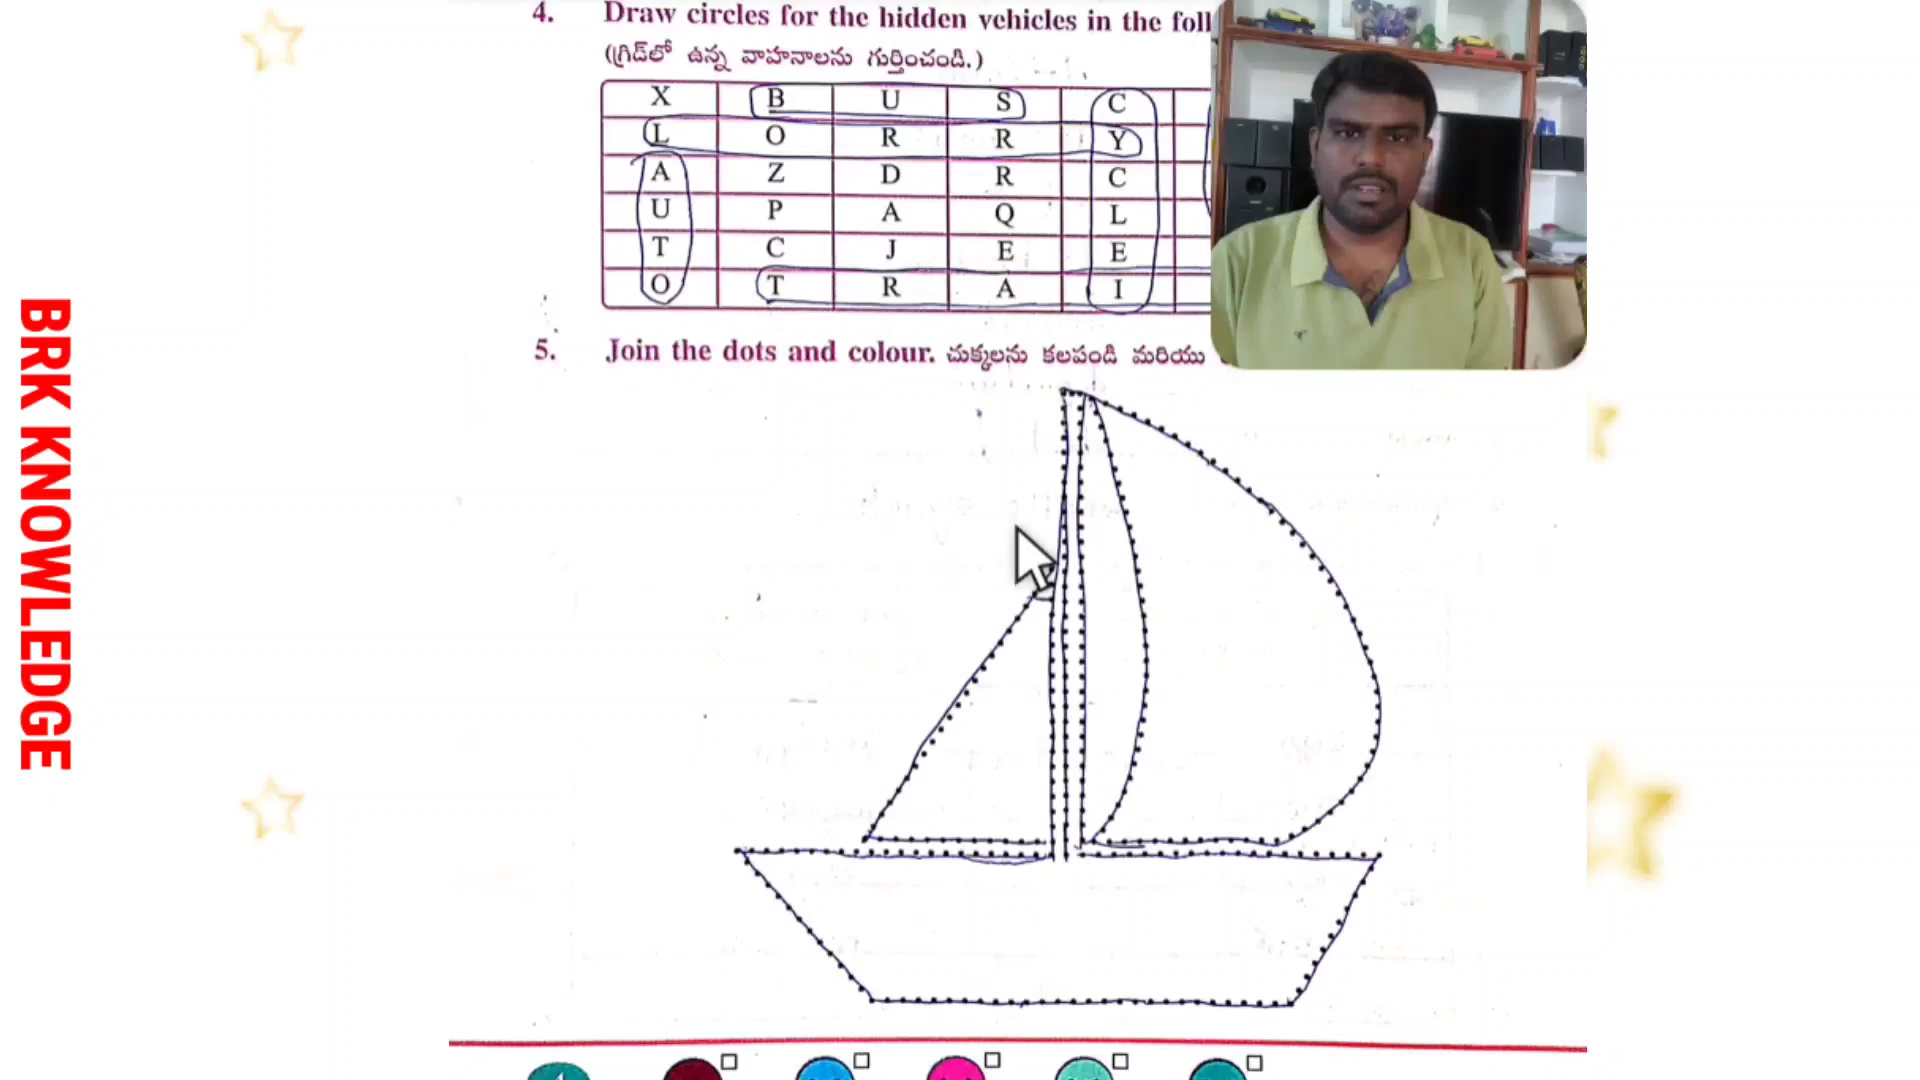 BRK KNOWLEDGE
4. Draw circles for the hidden vehicles in the foll
(గ్రిడ్‌లో ఉన్న వాహనాలను గుర్తించండి.)
X B U S C
L O R R Y
A Z D R C
U P A Q L
T C J E E
O T R A I
5. Join the dots and colour. చుక్కలను కలపండి మరియు